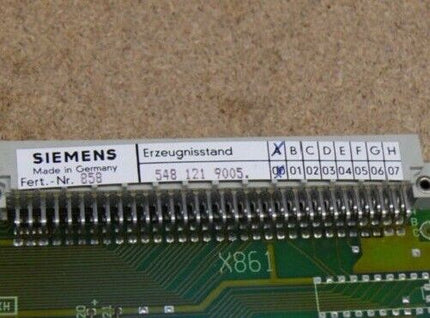 SIEMENS Erzeugnisstand A B C D E F G H
Made in Germany
Fert.-Nr. 858 548 121 9005. 00 01 02 03 04 05 06 07
X861